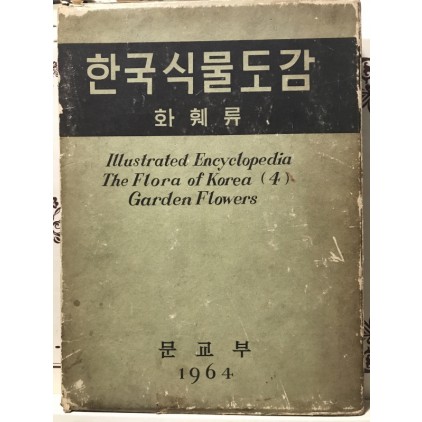 한국식물도감
화훼류
Illustrated Encyclopedia
The Flora of Korea (4)
Garden Flowers
문교부
1964